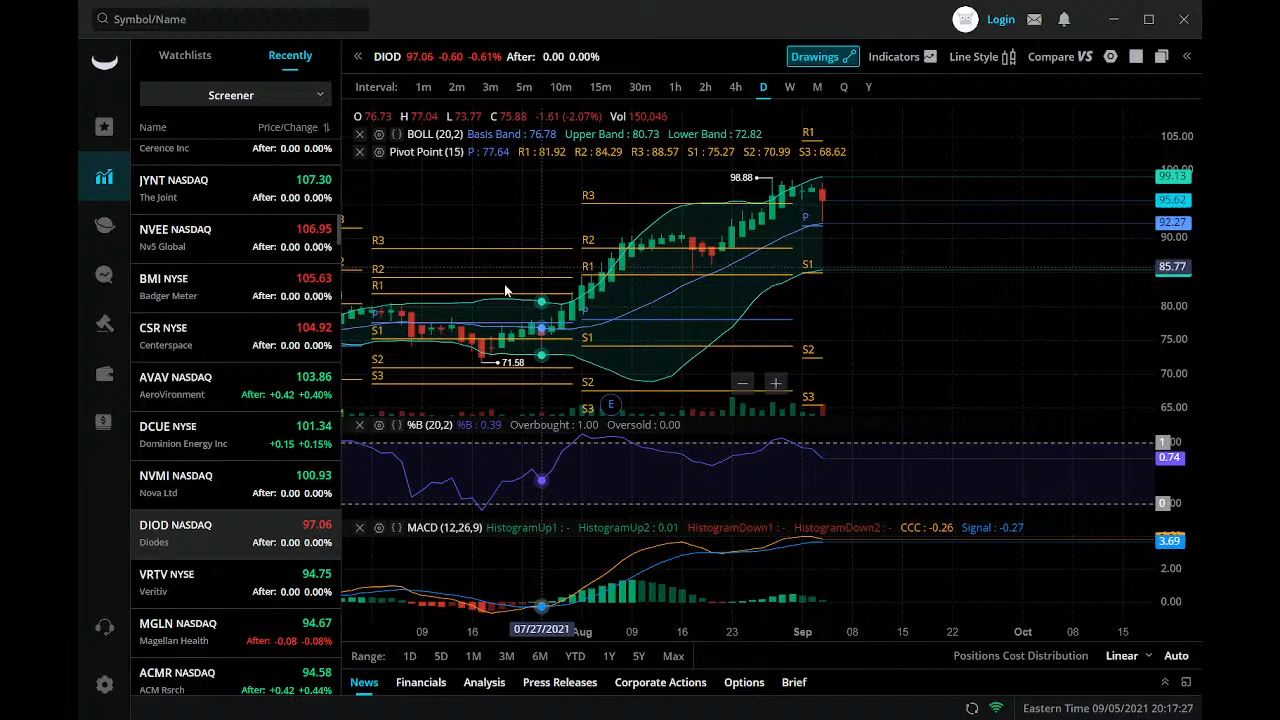 Symbol/Name
Login
Watchlists Recently
Screener
Name Price/Change
Cerence Inc After: 0.00 0.00%
JYNT NASDAQ 107.30
The Joint After: 0.00 0.00%
NVEE NASDAQ 106.95
Nv5 Global After: 0.00 0.00%
BMI NYSE 105.63
Badger Meter After: 0.00 0.00%
CSR NYSE 104.92
Centerspace After: 0.00 0.00%
AVAV NASDAQ 103.86
AeroVironment After: +0.42 +0.40%
DCUE NYSE 101.34
Dominion Energy Inc +0.15 +0.15%
NVMI NASDAQ 100.93
Nova Ltd After: 0.00 0.00%
DIOD NASDAQ 97.06
Diodes After: 0.00 0.00%
VRTV NYSE 94.75
Veritiv After: 0.00 0.00%
MGLN NASDAQ 94.67
Magellan Health After: -0.08 -0.08%
ACMR NASDAQ 94.58
ACM Rsrch After: +0.42 +0.44%
DIOD 97.06 -0.60 -0.61% After: 0.00 0.00%
Drawings Indicators Line Style Compare VS
Interval: 1m 2m 3m 5m 10m 15m 30m 1h 2h 4h D W M Q Y
O 76.73 H 77.04 L 73.77 C 75.88 -1.61 (-2.07%) Vol 150,046
BOLL (20,2) Basis Band : 76.78 Upper Band : 80.73 Lower Band : 72.82
Pivot Point (15) P : 77.64 R1 : 81.92 R2 : 84.29 R3 : 88.57 S1 : 75.27 S2 : 70.99 S3 : 68.62
R1
105.00
100.00
98.88
99.13
R3
95.62
P
92.27
R3 R2
90.00
R2 R1 S1
85.77
R1
80.00
P P
S1 S1
75.00
S2
71.58
S2
70.00
S3 S2
S3
E
S3
65.00
%B (20,2) %B : 0.39 Overbought : 1.00 Oversold : 0.00
1.00
0.74
0.00
MACD (12,26,9) HistogramUp1 : - HistogramUp2 : 0.01 HistogramDown1 : - HistogramDown2 : - CCC : -0.26 Signal : -0.27
3.69
2.00
0.00
09 16 07/27/2021 Aug 09 16 23 Sep 08 15 22 Oct 08 15
Range: 1D 5D 1M 3M 6M YTD 1Y 5Y Max Positions Cost Distribution Linear Auto
News Financials Analysis Press Releases Corporate Actions Options Brief
Eastern Time 09/05/2021 20:17:27